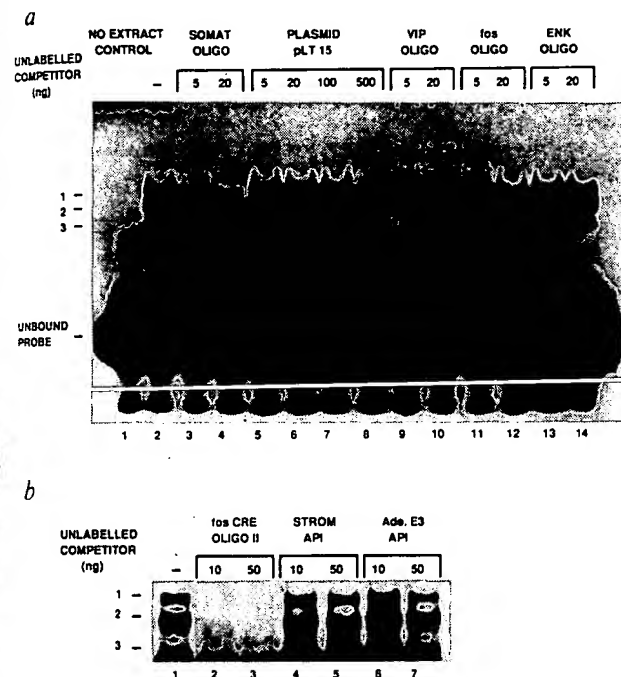 a
NO EXTRACT CONTROL SOMAT OLIGO PLASMID pLT 15 VIP OLIGO fos OLIGO ENK OLIGO
UNLABELLED COMPETITOR (ng) – 5 20 5 20 100 500 5 20 5 20 5 20
1 –
2 –
3 –
UNBOUND PROBE –
1 2 3 4 5 6 7 8 9 10 11 12 13 14
b
fos CRE OLIGO II STROM API Ade. E3 API
UNLABELLED COMPETITOR (ng) – 10 50 10 50 10 50
1 –
2 –
3 –
1 2 3 4 5 6 7